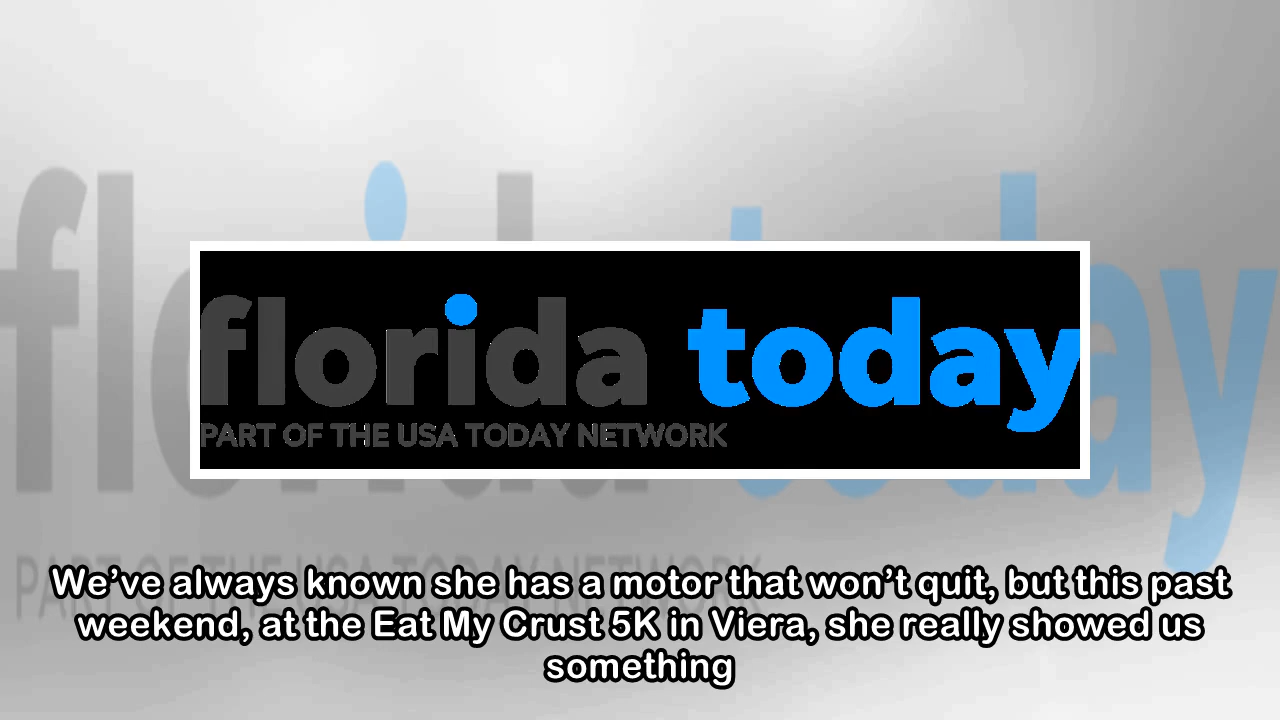 florida today
PART OF THE USA TODAY NETWORK
We’ve always known she has a motor that won’t quit, but this past
weekend, at the Eat My Crust 5K in Viera, she really showed us
something